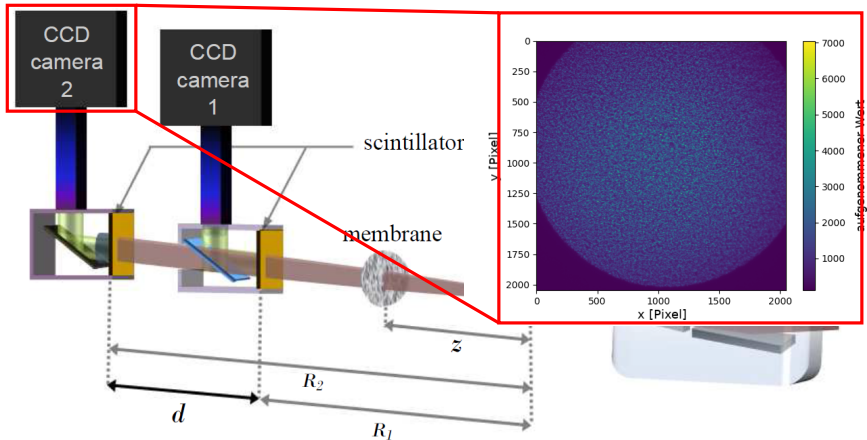 CCD
camera
2
CCD
camera
1
scintillator
membrane
z
R2
d
R1
0
250
500
750
1000
1250
1500
1750
2000
y [Pixel]
0
500
1000
1500
2000
x [Pixel]
7000
6000
5000
4000
3000
2000
1000
aufgenommener Wert